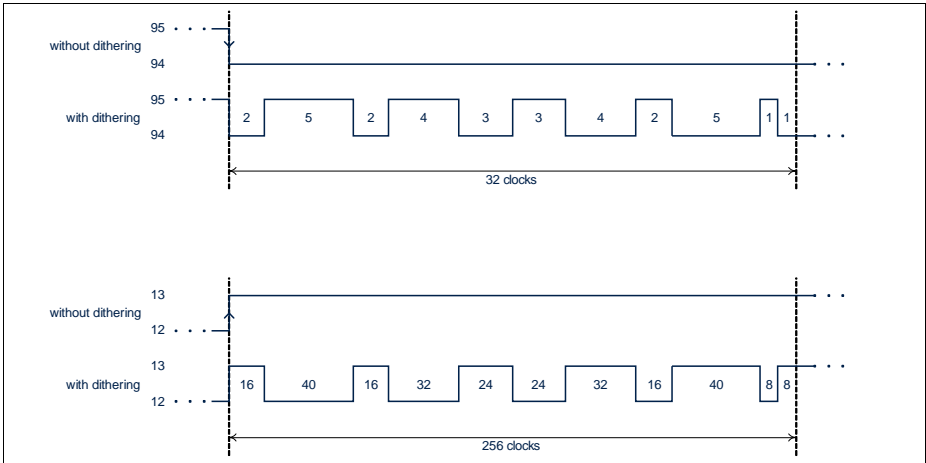 95 . . .
without dithering
94 . . .
95 . . .
with dithering 2 5 2 4 3 3 4 2 5 1 1
94 . . .
32 clocks
13 . . .
without dithering
12 . . .
13 . . .
with dithering 16 40 16 32 24 24 32 16 40 8 8
12 . . .
256 clocks